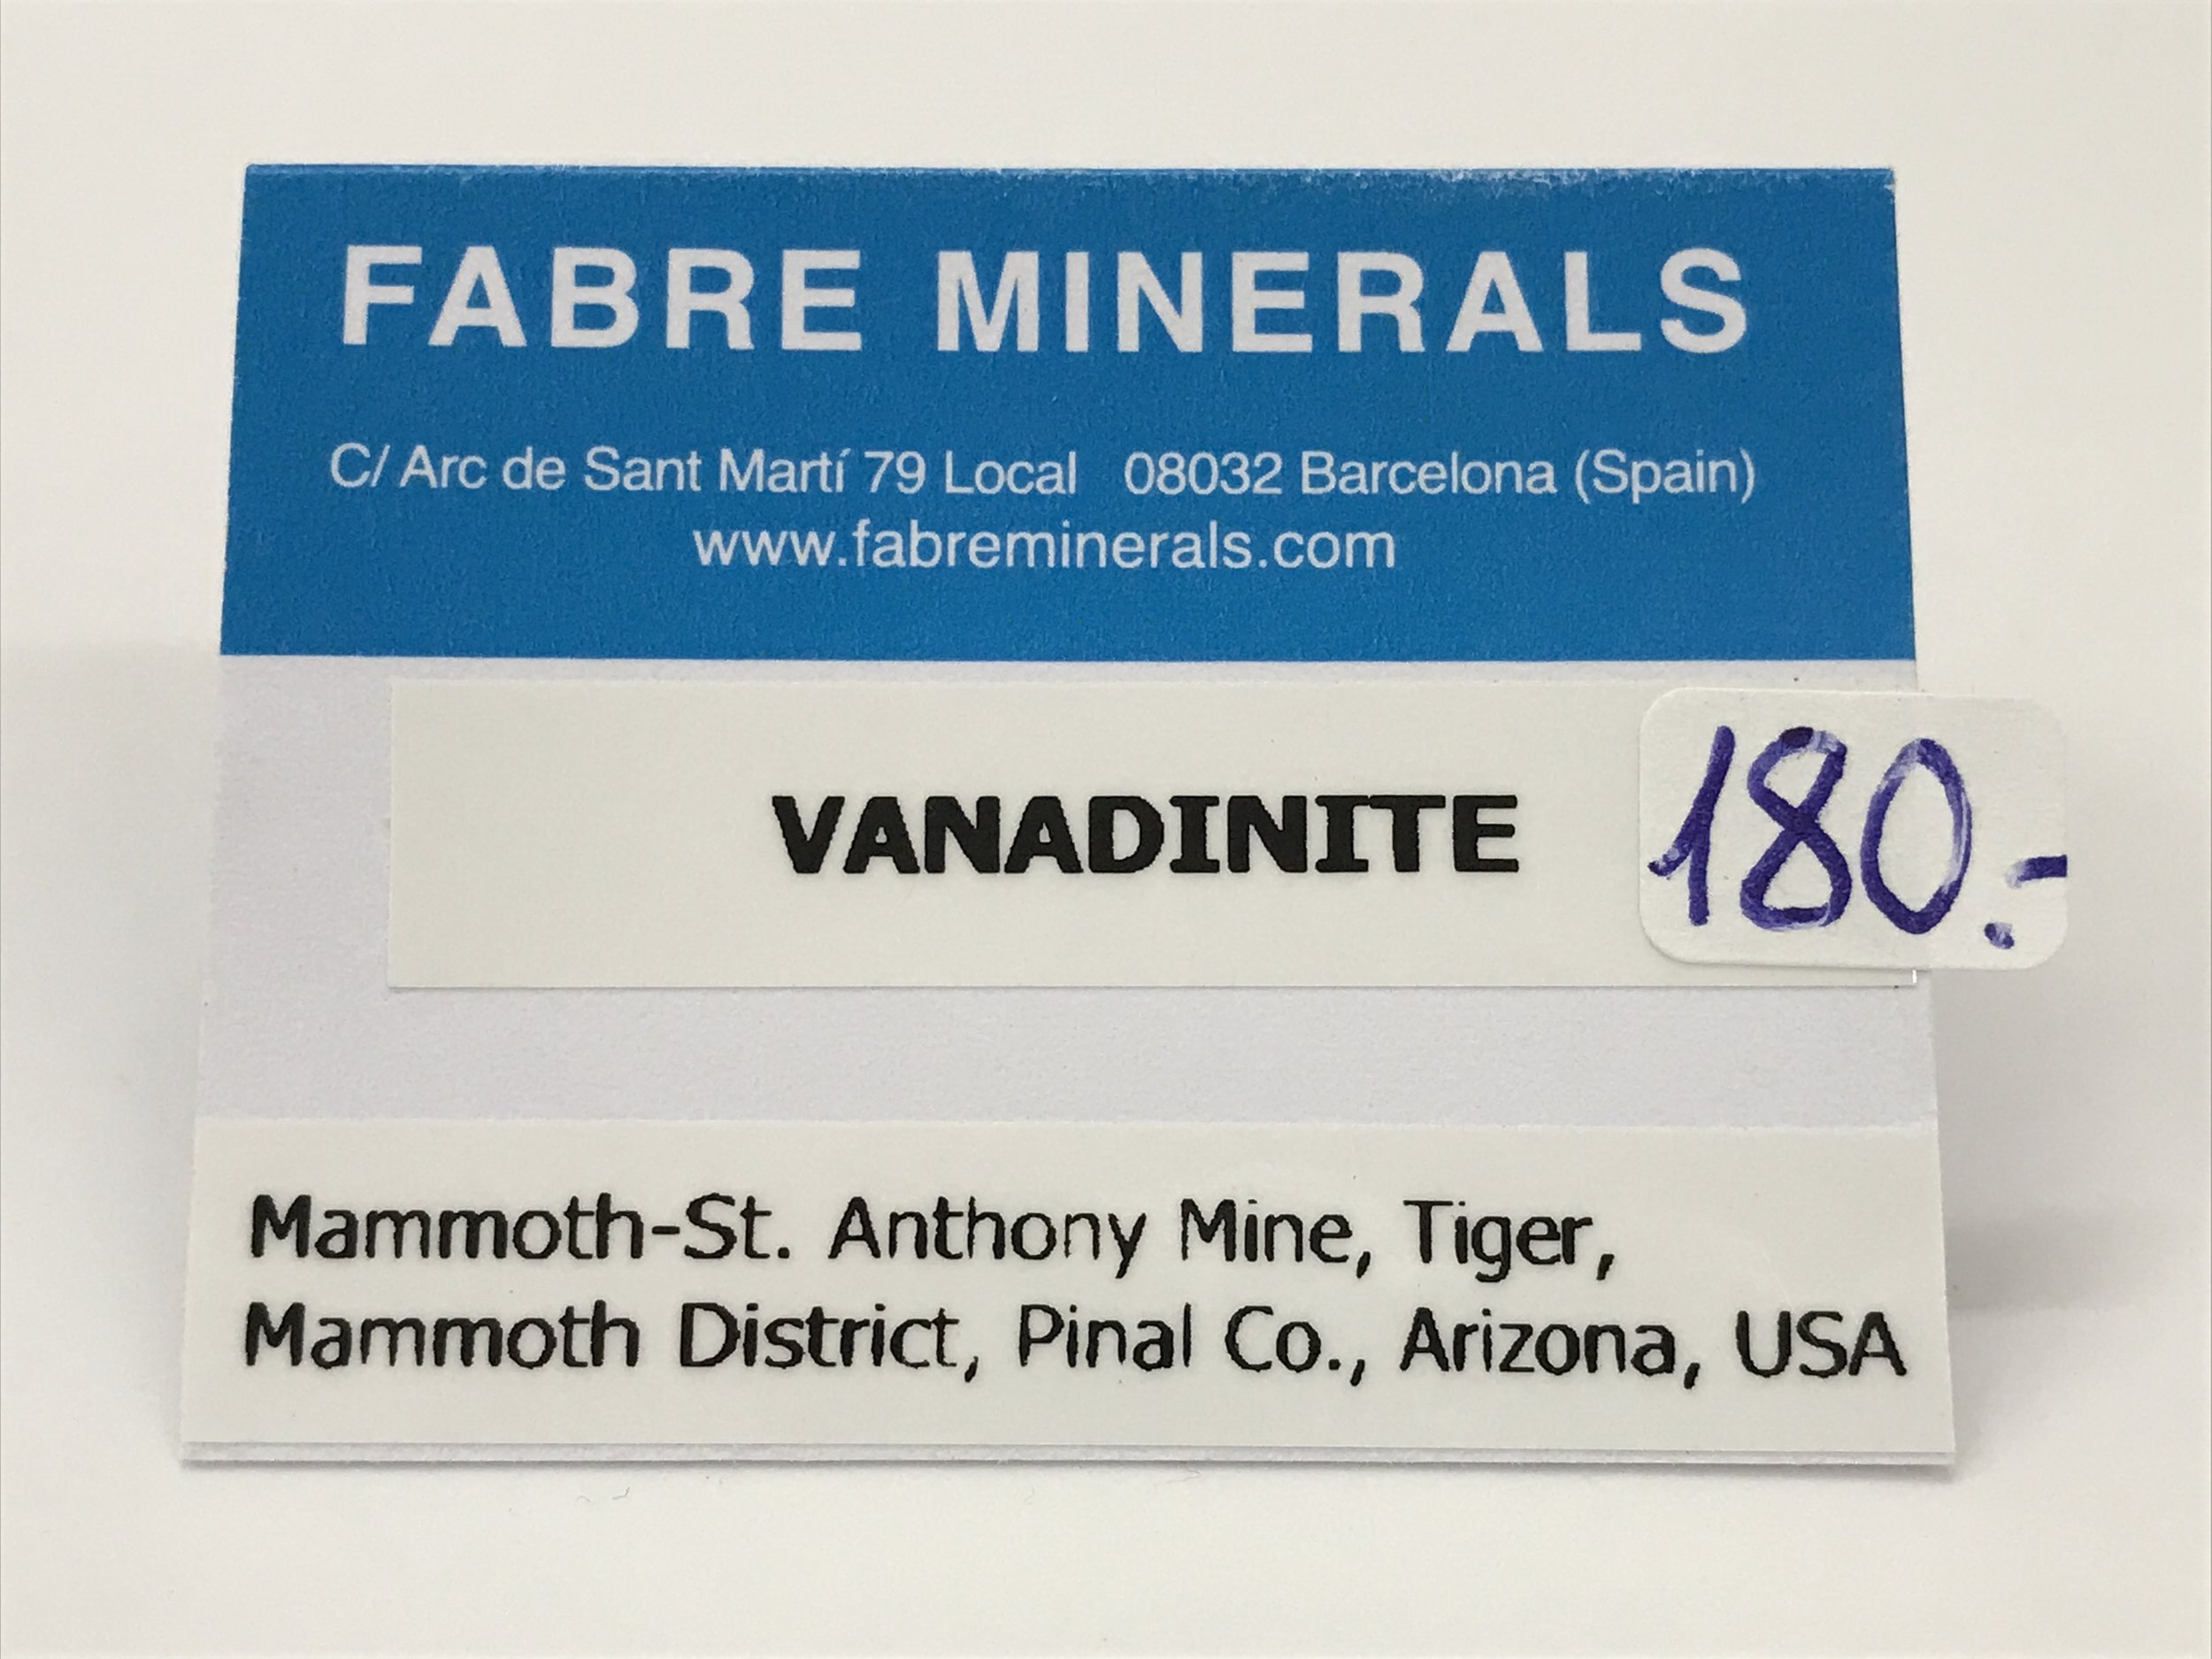 FABRE MINERALS
C/ Arc de Sant Martí 79 Local 08032 Barcelona (Spain)
www.fabreminerals.com
VANADINITE
180.-
Mammoth-St. Anthony Mine, Tiger,
Mammoth District, Pinal Co., Arizona, USA